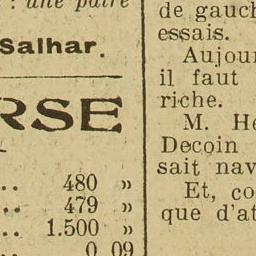 : une paire
Salhar.
RSE
.. 480 »
.. 479 »
.. 1.500 »
.. 0 09
de gauch
essais.
Aujour
il faut
riche.
M. He
Decoin
sait nav
Et, co
que d'at